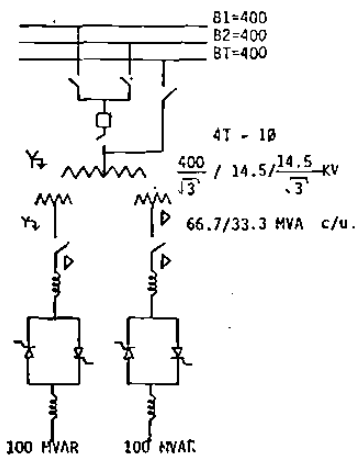 B1=400
B2=400
BT=400
4T - 1Ø
400/√3 / 14.5/ 14.5/√3 KV
66.7/33.3 MVA c/u.
100 MVAR 100 MVAR